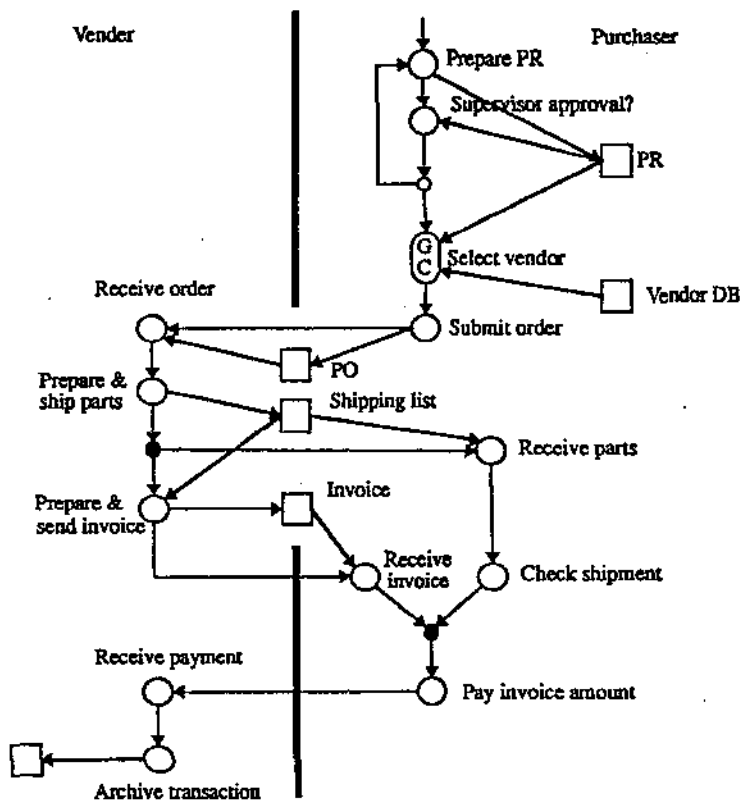 Vender
Purchaser
Prepare PR
Supervisor approval?
PR
G
C
Select vendor
Vendor DB
Receive order
Submit order
PO
Prepare &
ship parts
Shipping list
Receive parts
Prepare &
send invoice
Invoice
Receive
invoice
Check shipment
Receive payment
Pay invoice amount
Archive transaction